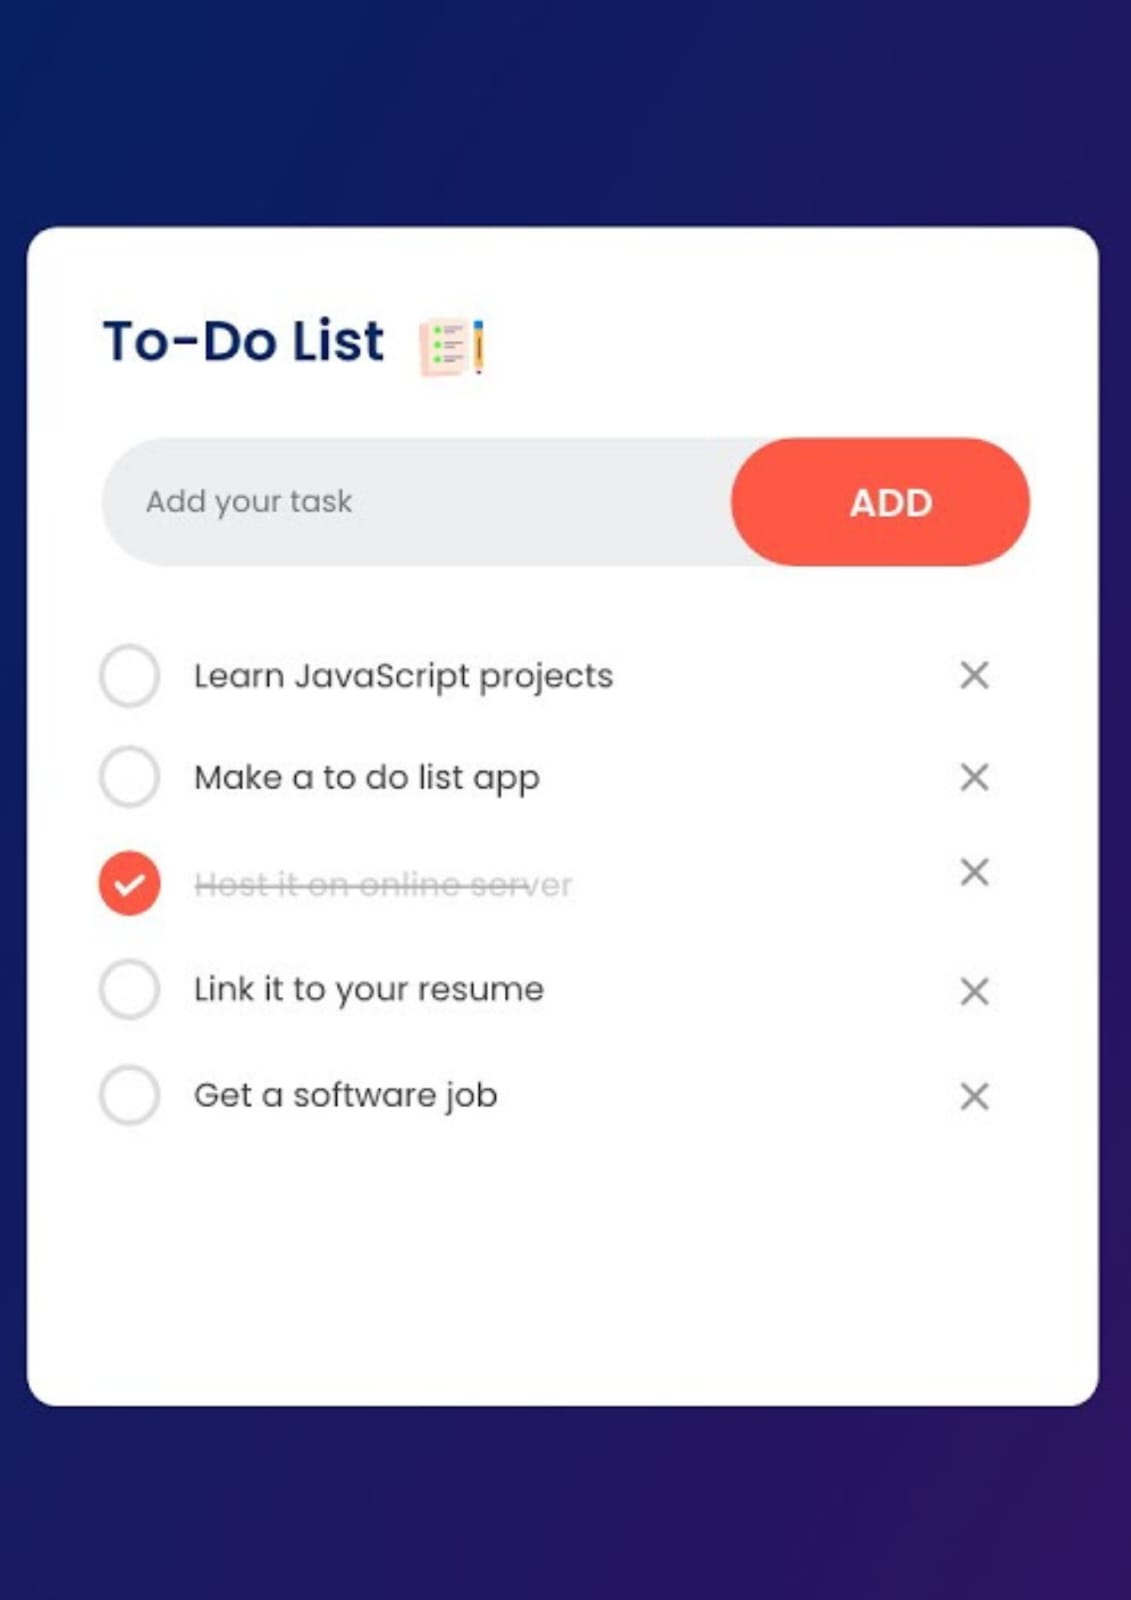 To-Do List
Add your task
ADD
Learn JavaScript projects
Make a to do list app
Host it on online server
Link it to your resume
Get a software job